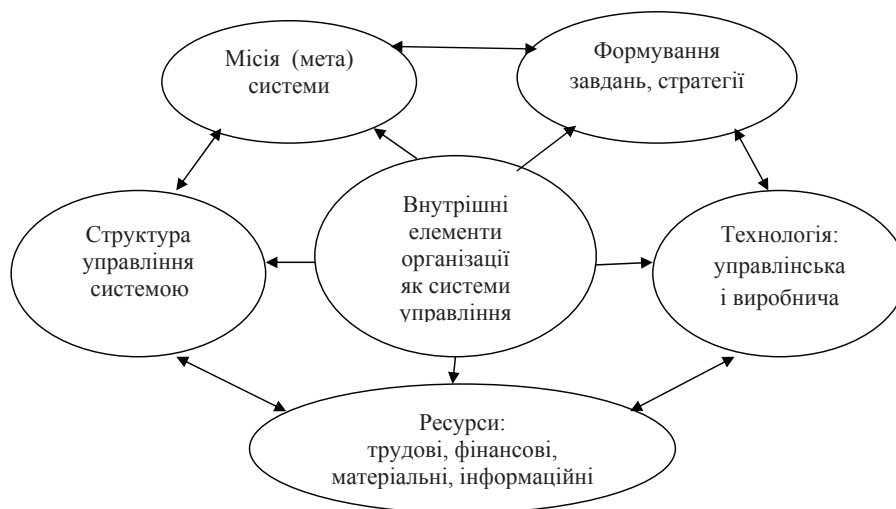 Місія (мета)
системи
Формування
завдань, стратегії
Структура
управління
системою
Внутрішні
елементи
організації
як системи
управління
Технологія:
управлінська
і виробнича
Ресурси:
трудові, фінансові,
матеріальні, інформаційні